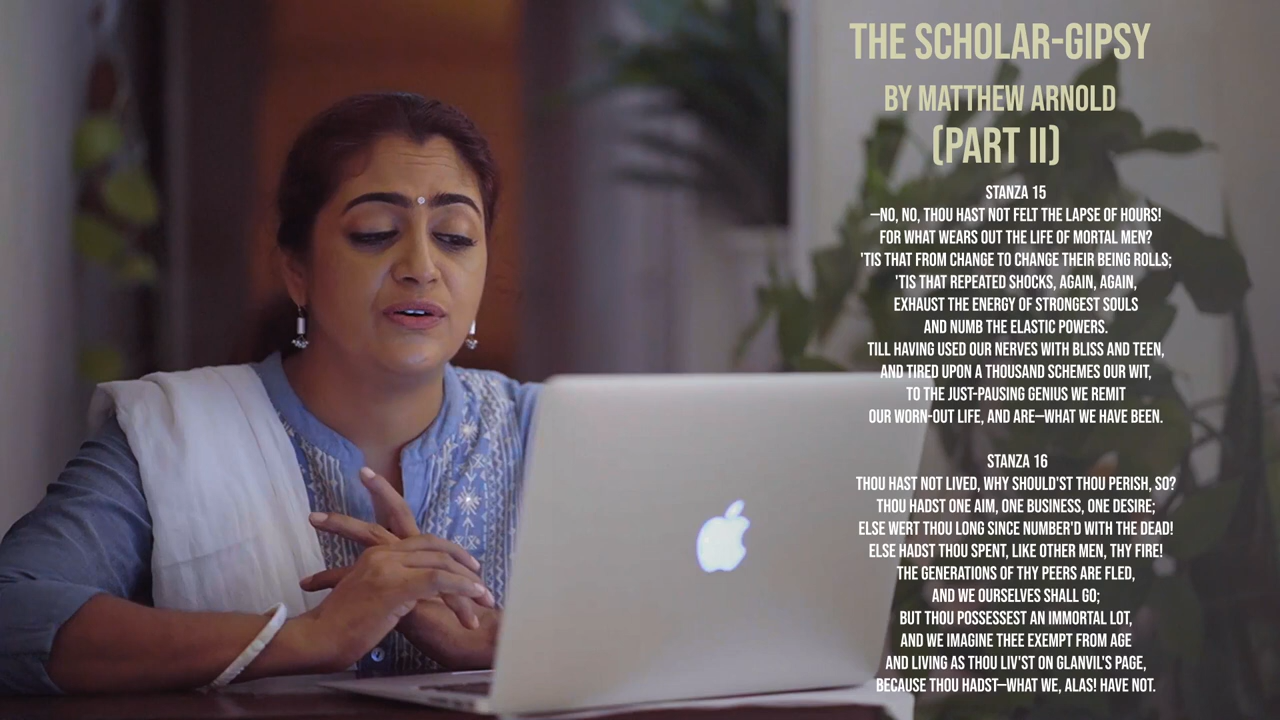 THE SCHOLAR-GIPSY
BY MATTHEW ARNOLD
(PART II)
STANZA 15
—NO, NO, THOU HAST NOT FELT THE LAPSE OF HOURS!
FOR WHAT WEARS OUT THE LIFE OF MORTAL MEN?
'TIS THAT FROM CHANGE TO CHANGE THEIR BEING ROLLS;
'TIS THAT REPEATED SHOCKS, AGAIN, AGAIN,
EXHAUST THE ENERGY OF STRONGEST SOULS
AND NUMB THE ELASTIC POWERS.
TILL HAVING USED OUR NERVES WITH BLISS AND TEEN,
AND TIRED UPON A THOUSAND SCHEMES OUR WIT,
TO THE JUST-PAUSING GENIUS WE REMIT
OUR WORN-OUT LIFE, AND ARE—WHAT WE HAVE BEEN.
STANZA 16
THOU HAST NOT LIVED, WHY SHOULD'ST THOU PERISH, SO?
THOU HADST ONE AIM, ONE BUSINESS, ONE DESIRE;
ELSE WERT THOU LONG SINCE NUMBER'D WITH THE DEAD!
ELSE HADST THOU SPENT, LIKE OTHER MEN, THY FIRE!
THE GENERATIONS OF THY PEERS ARE FLED,
AND WE OURSELVES SHALL GO;
BUT THOU POSSESSEST AN IMMORTAL LOT,
AND WE IMAGINE THEE EXEMPT FROM AGE
AND LIVING AS THOU LIV'ST ON GLANVIL'S PAGE,
BECAUSE THOU HADST—WHAT WE, ALAS! HAVE NOT.